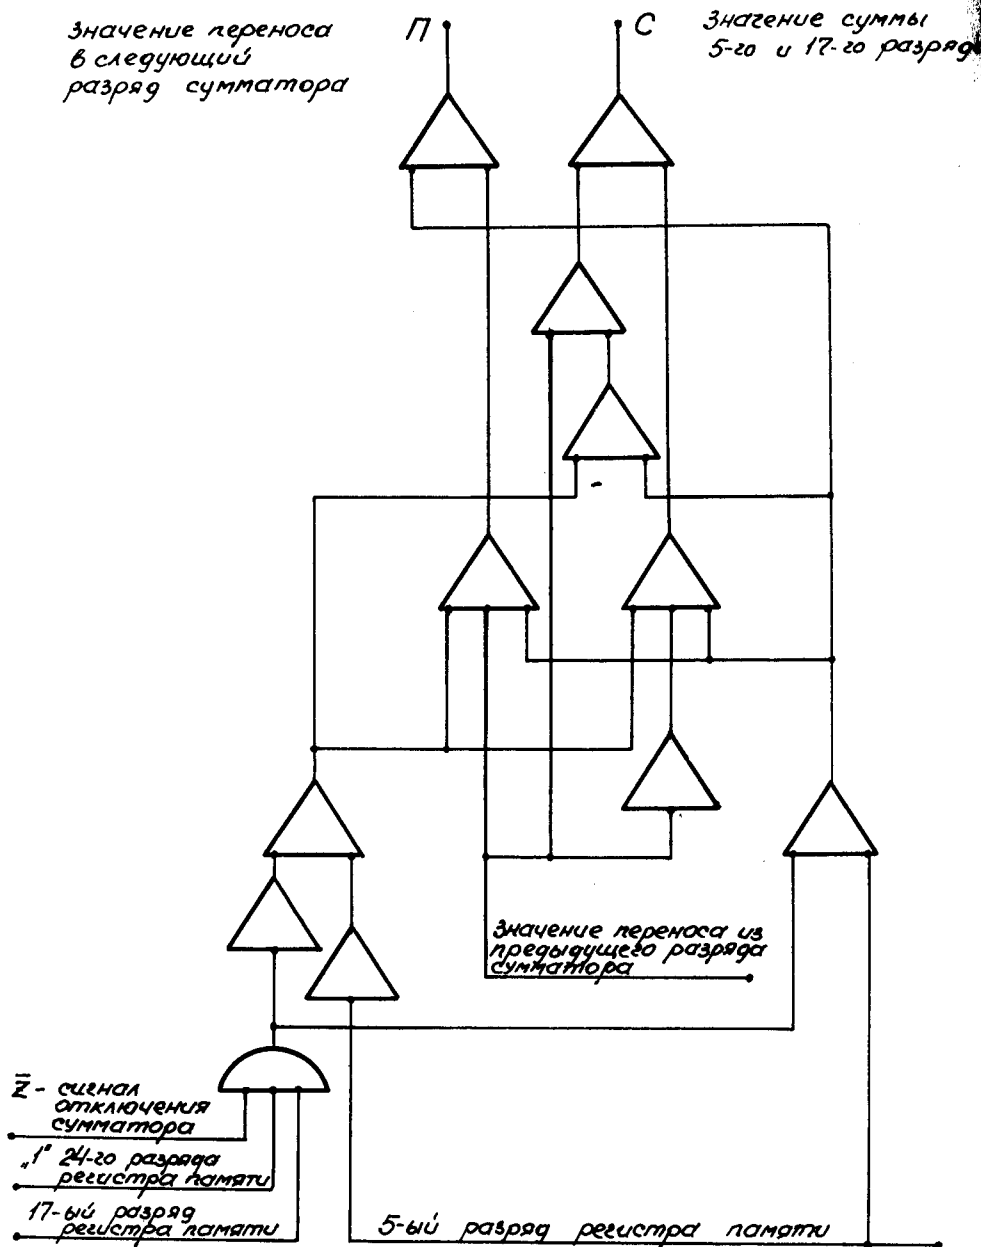 Значение переноса
в следующий
разряд сумматора
П
С
Значение суммы
5-го и 17-го разряд
Значение переноса из
предыдущего разряда
сумматора
Z̅ - сигнал
отключения
сумматора
„1" 24-го разряда
регистра памяти
17-ый разряд
регистра памяти
5-ый разряд регистра памяти